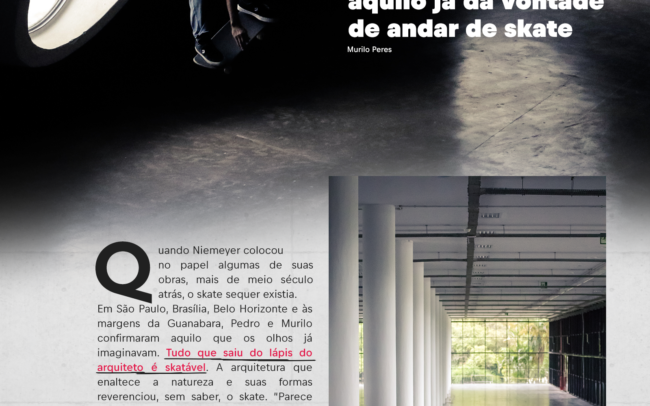 aquilo já dá vontade
de andar de skate
Murilo Peres
Quando Niemeyer colocou
no papel algumas de suas
obras, mais de meio século
atrás, o skate sequer existia.
Em São Paulo, Brasília, Belo Horizonte e às
margens da Guanabara, Pedro e Murilo
confirmaram aquilo que os olhos já
imaginavam. Tudo que saiu do lápis do
arquiteto é skatável. A arquitetura que
enaltece a natureza e suas formas
reverenciou, sem saber, o skate. “Parece